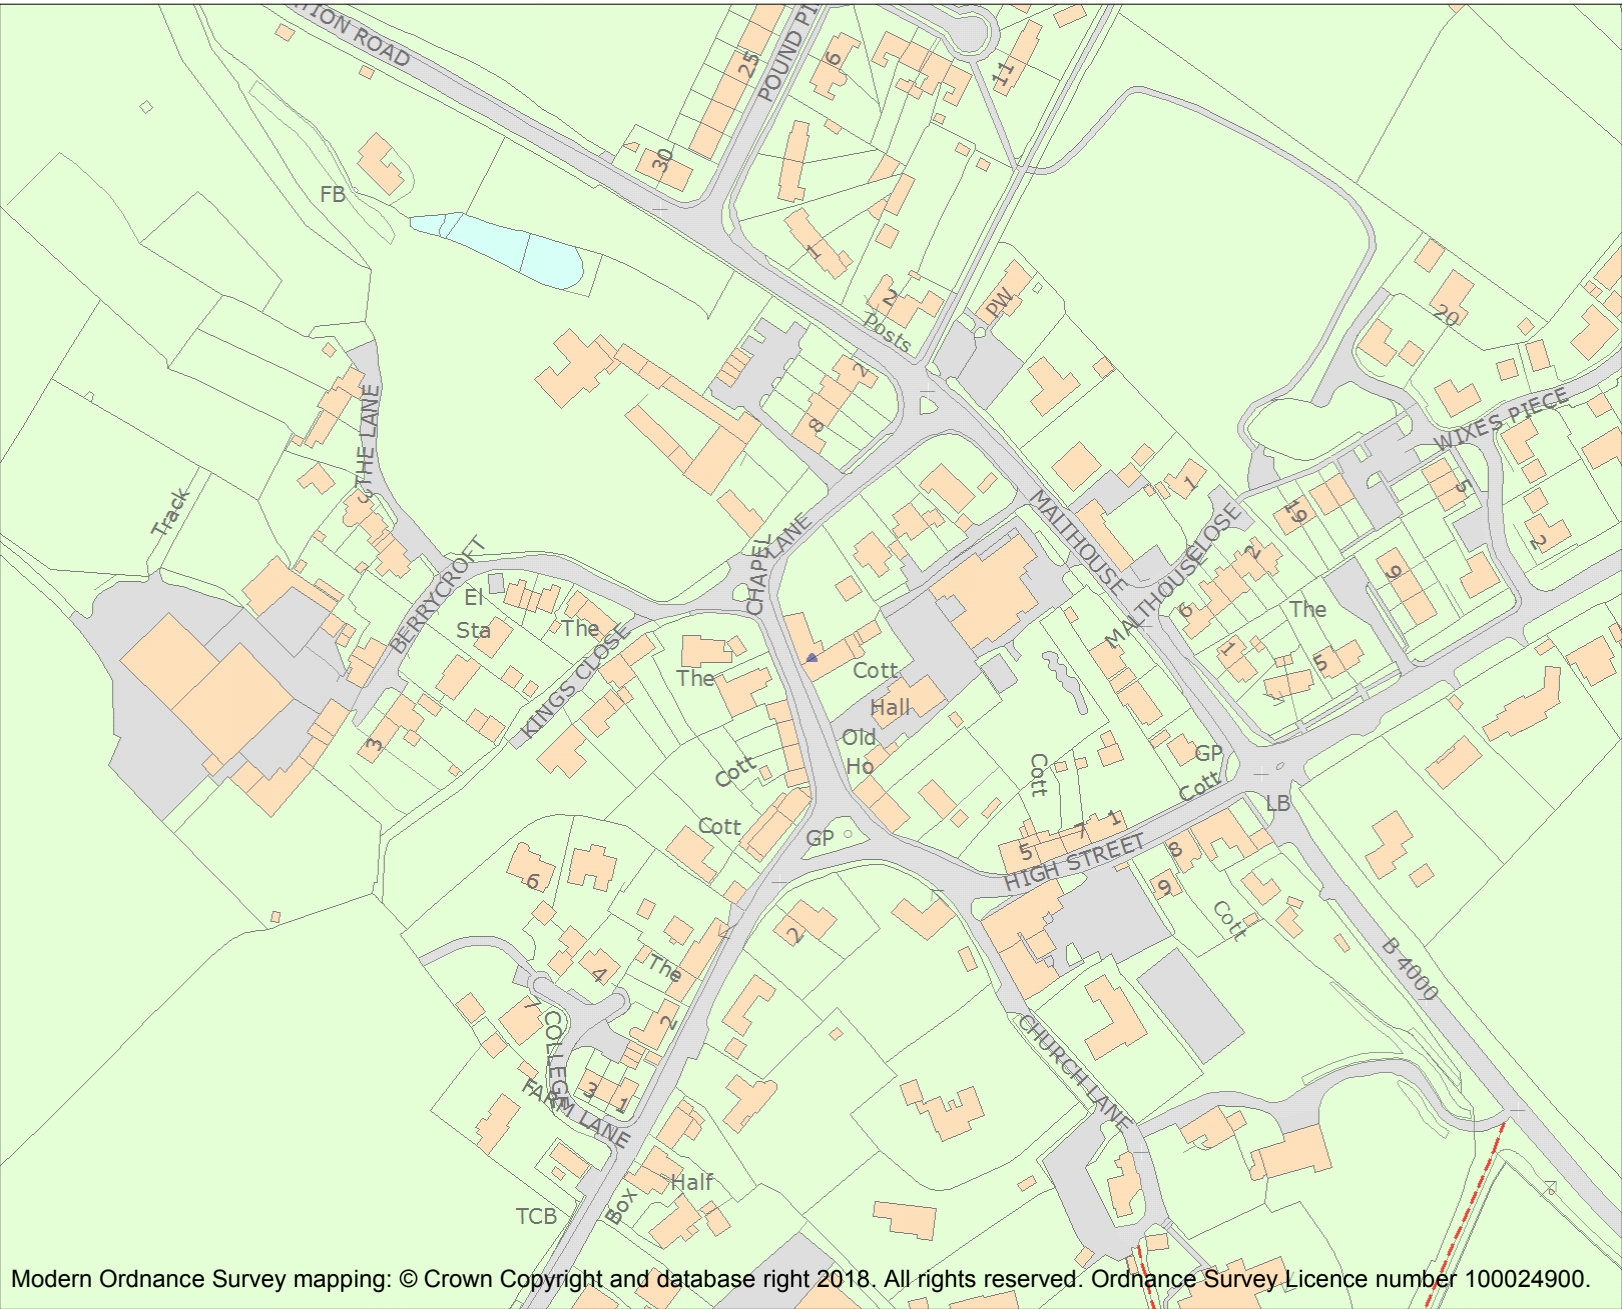 TION ROAD
25
POUND PI
6
11
30
FB
1
2
Posts
PW
20
2
8
THE LANE
3
WIXES PIECE
Track
MALTHOUSE
1
19
5
CHAPEL
LANE
MALTHOUSE
CLOSE
2
2
9
BERRYCROFT
El
Sta
The
6
The
KINGS CLOSE
The
Cott
1
5
Hall
3
Old
Ho
Cott
Cott
GP
Cott
LB
Cott
GP
5
7
1
HIGH STREET
8
9
6
Cott
2
4
The
B 4000
7
2
COLLEGE
FARM LANE
3
1
CHURCH LANE
Half
TCB
Box
Modern Ordnance Survey mapping: © Crown Copyright and database right 2018. All rights reserved. Ordnance Survey Licence number 100024900.